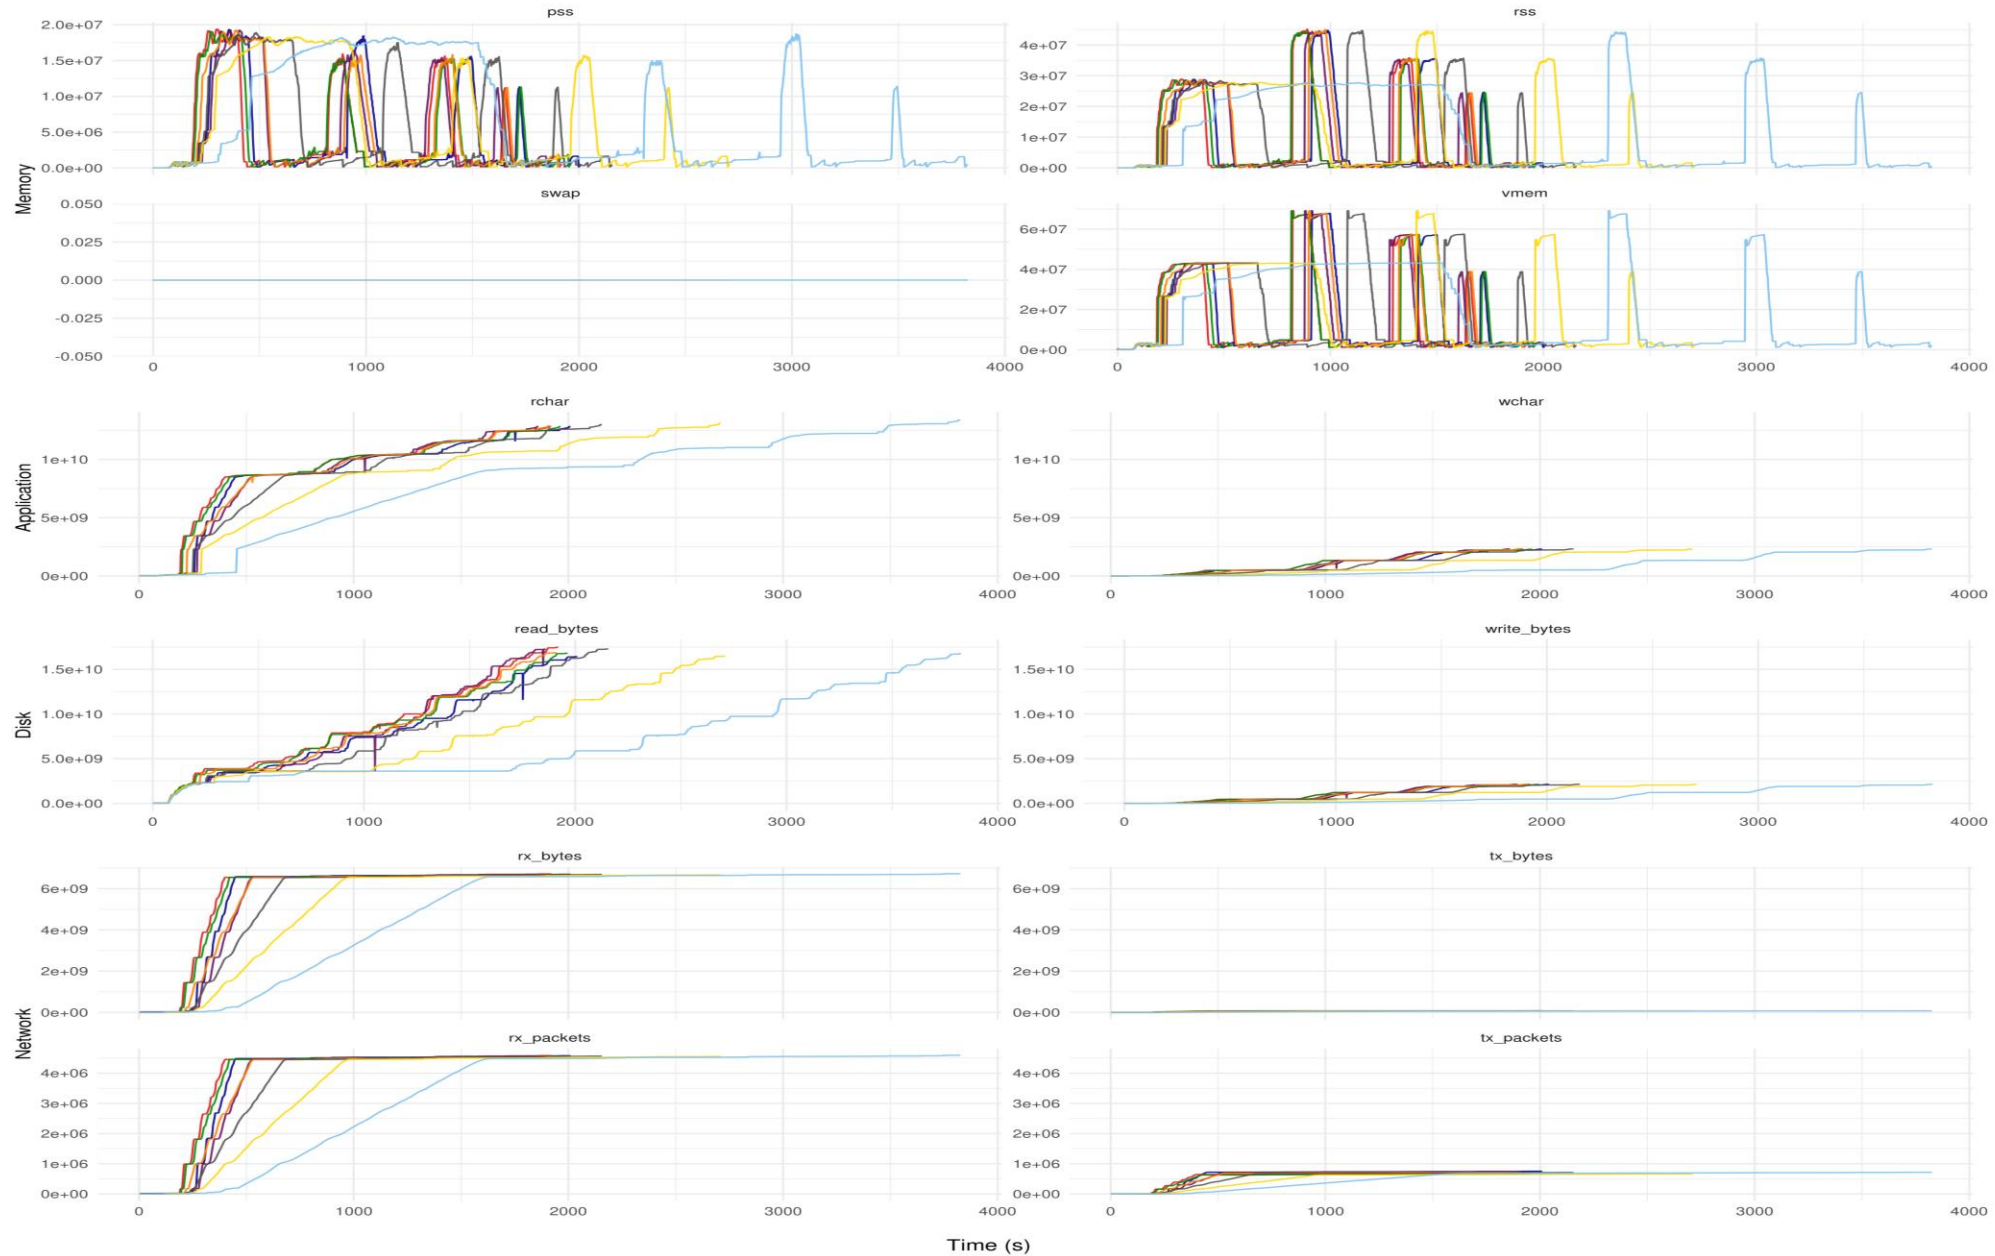 pss
rss
2.0e+07
1.5e+07
1.0e+07
5.0e+06
0.0e+00
4e+07
3e+07
2e+07
1e+07
0e+00
Memory
swap
vmem
0.050
0.025
0.000
-0.025
-0.050
6e+07
4e+07
2e+07
0e+00
0 1000 2000 3000 4000
0 1000 2000 3000 4000
rchar
wchar
Application
1e+10
5e+09
0e+00
1e+10
5e+09
0e+00
0 1000 2000 3000 4000
0 1000 2000 3000 4000
read_bytes
write_bytes
Disk
1.5e+10
1.0e+10
5.0e+09
0.0e+00
1.5e+10
1.0e+10
5.0e+09
0.0e+00
0 1000 2000 3000 4000
0 1000 2000 3000 4000
rx_bytes
tx_bytes
6e+09
4e+09
2e+09
0e+00
6e+09
4e+09
2e+09
0e+00
Network
rx_packets
tx_packets
4e+06
3e+06
2e+06
1e+06
0e+00
4e+06
3e+06
2e+06
1e+06
0e+00
0 1000 2000 3000 4000
0 1000 2000 3000 4000
Time (s)